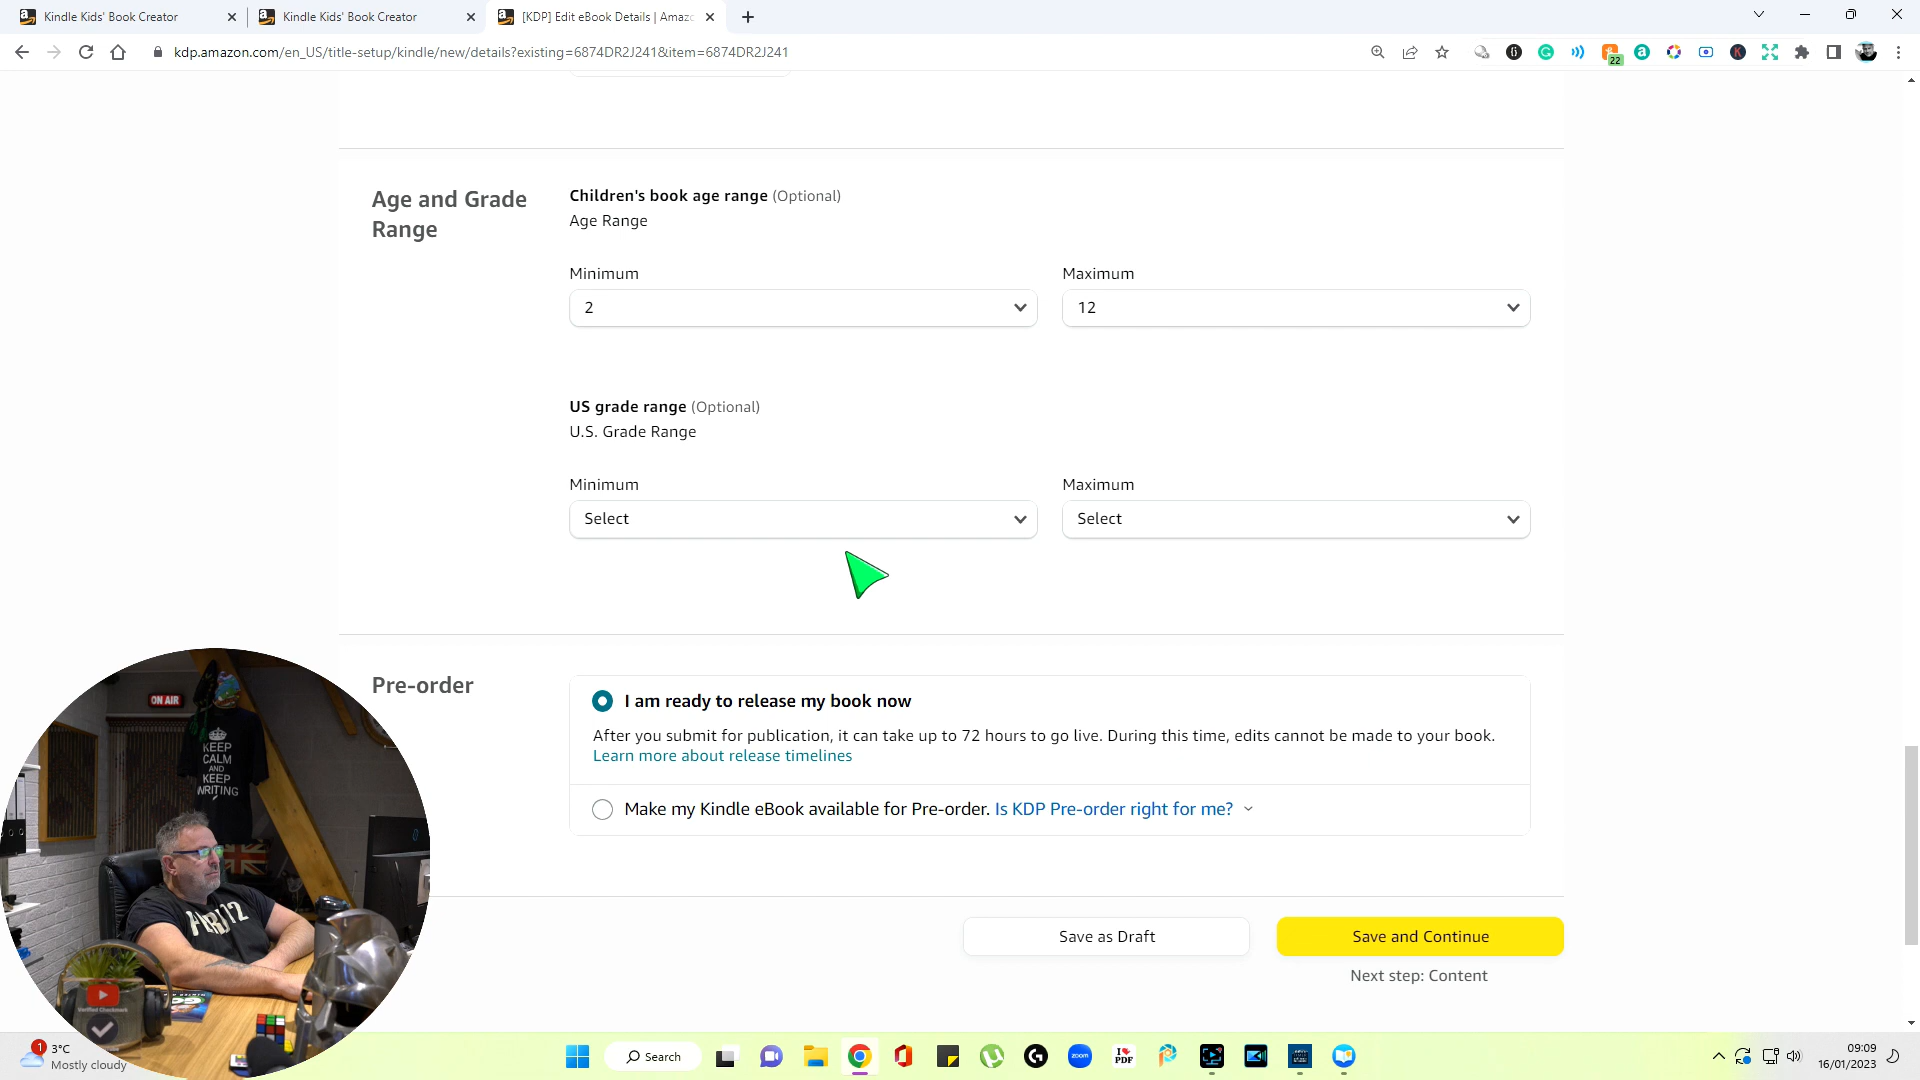 Kindle Kids' Book Creator
Kindle Kids' Book Creator
[KDP] Edit eBook Details | Amaz
kdp.amazon.com/en_US/title-setup/kindle/new/details?existing=6874DR2J241&item=6874DR2J241
22
Age and Grade Range
Children's book age range (Optional)
Age Range
Minimum
Maximum
2
12
US grade range (Optional)
U.S. Grade Range
Minimum
Maximum
Select
Select
Pre-order
I am ready to release my book now
After you submit for publication, it can take up to 72 hours to go live. During this time, edits cannot be made to your book.
Learn more about release timelines
Make my Kindle eBook available for Pre-order. Is KDP Pre-order right for me?
Save as Draft
Save and Continue
Next step: Content
ON AIR
KEEP
CALM
AND
KEEP
WRITING
Verified Checkmark
1
3°C
Mostly cloudy
Search
zoom
PDF
09:09
16/01/2023